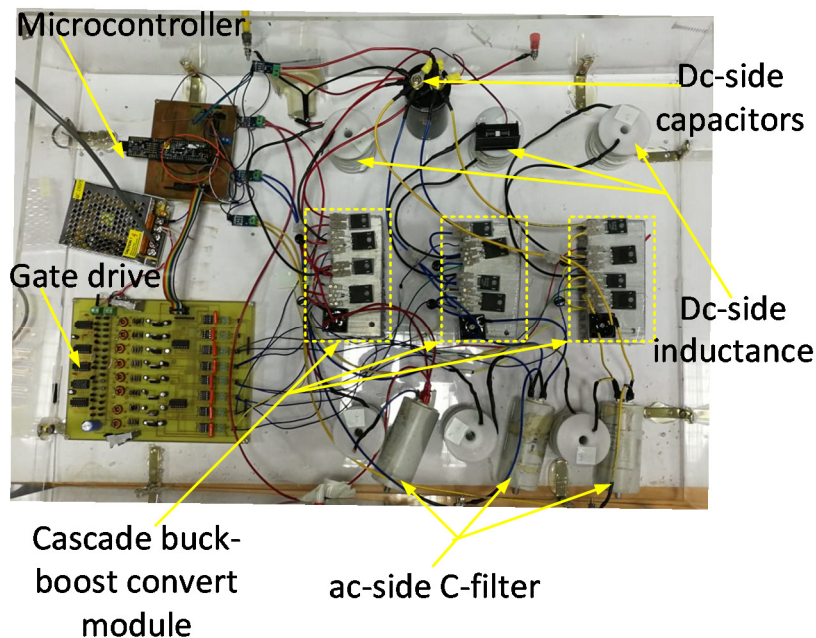 Microcontroller
Dc-side
capacitors
Gate drive
Dc-side
inductance
Cascade buck-
boost convert
module
ac-side C-filter